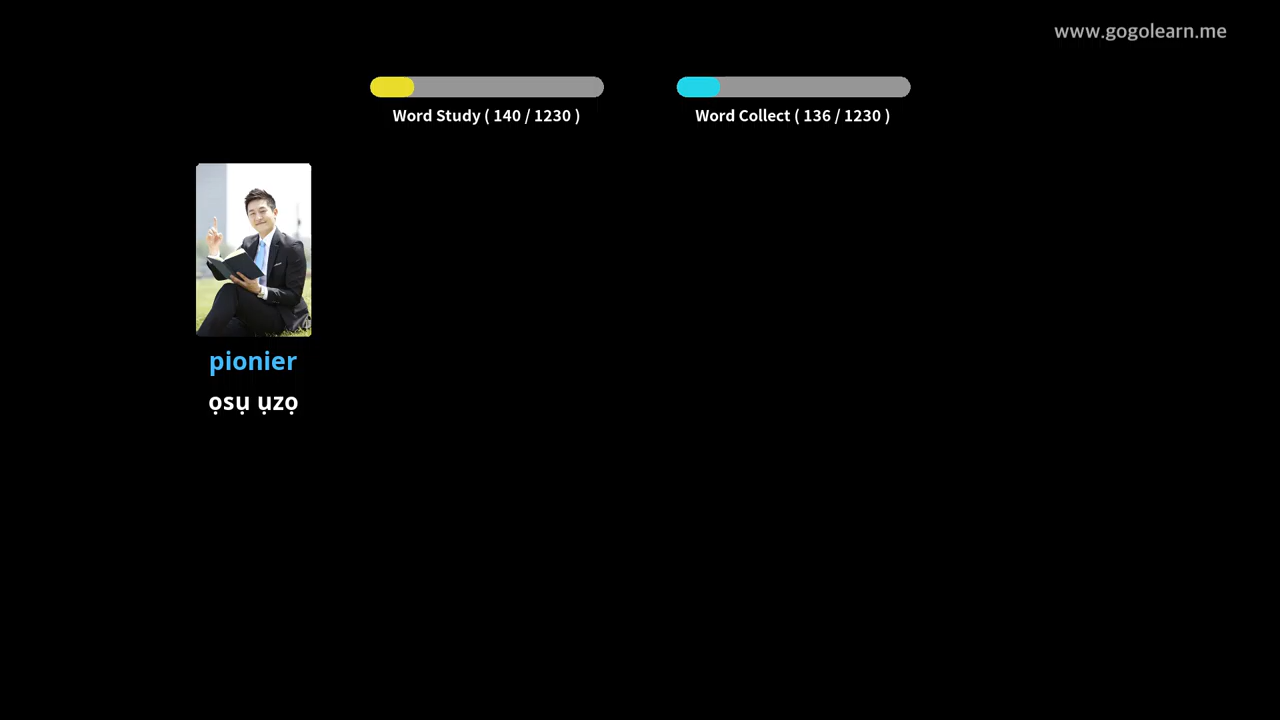 www.gogolearn.me
Word Study ( 140 / 1230 )
Word Collect ( 136 / 1230 )
pionier
ọsụ ụzọ